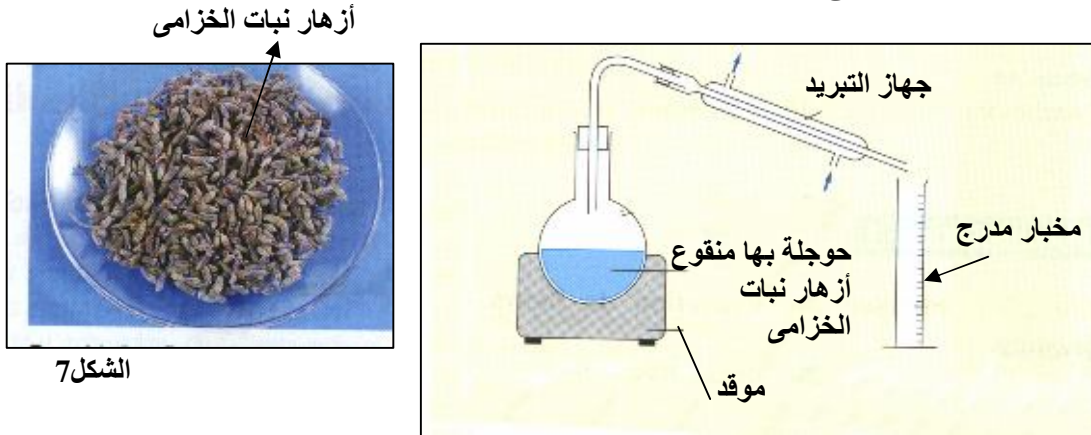 أزهار نبات الخزامى
الشكل7
جهاز التبريد
مخبار مدرج
حوجلة بها منقوع
أزهار نبات
الخزامى
موقد